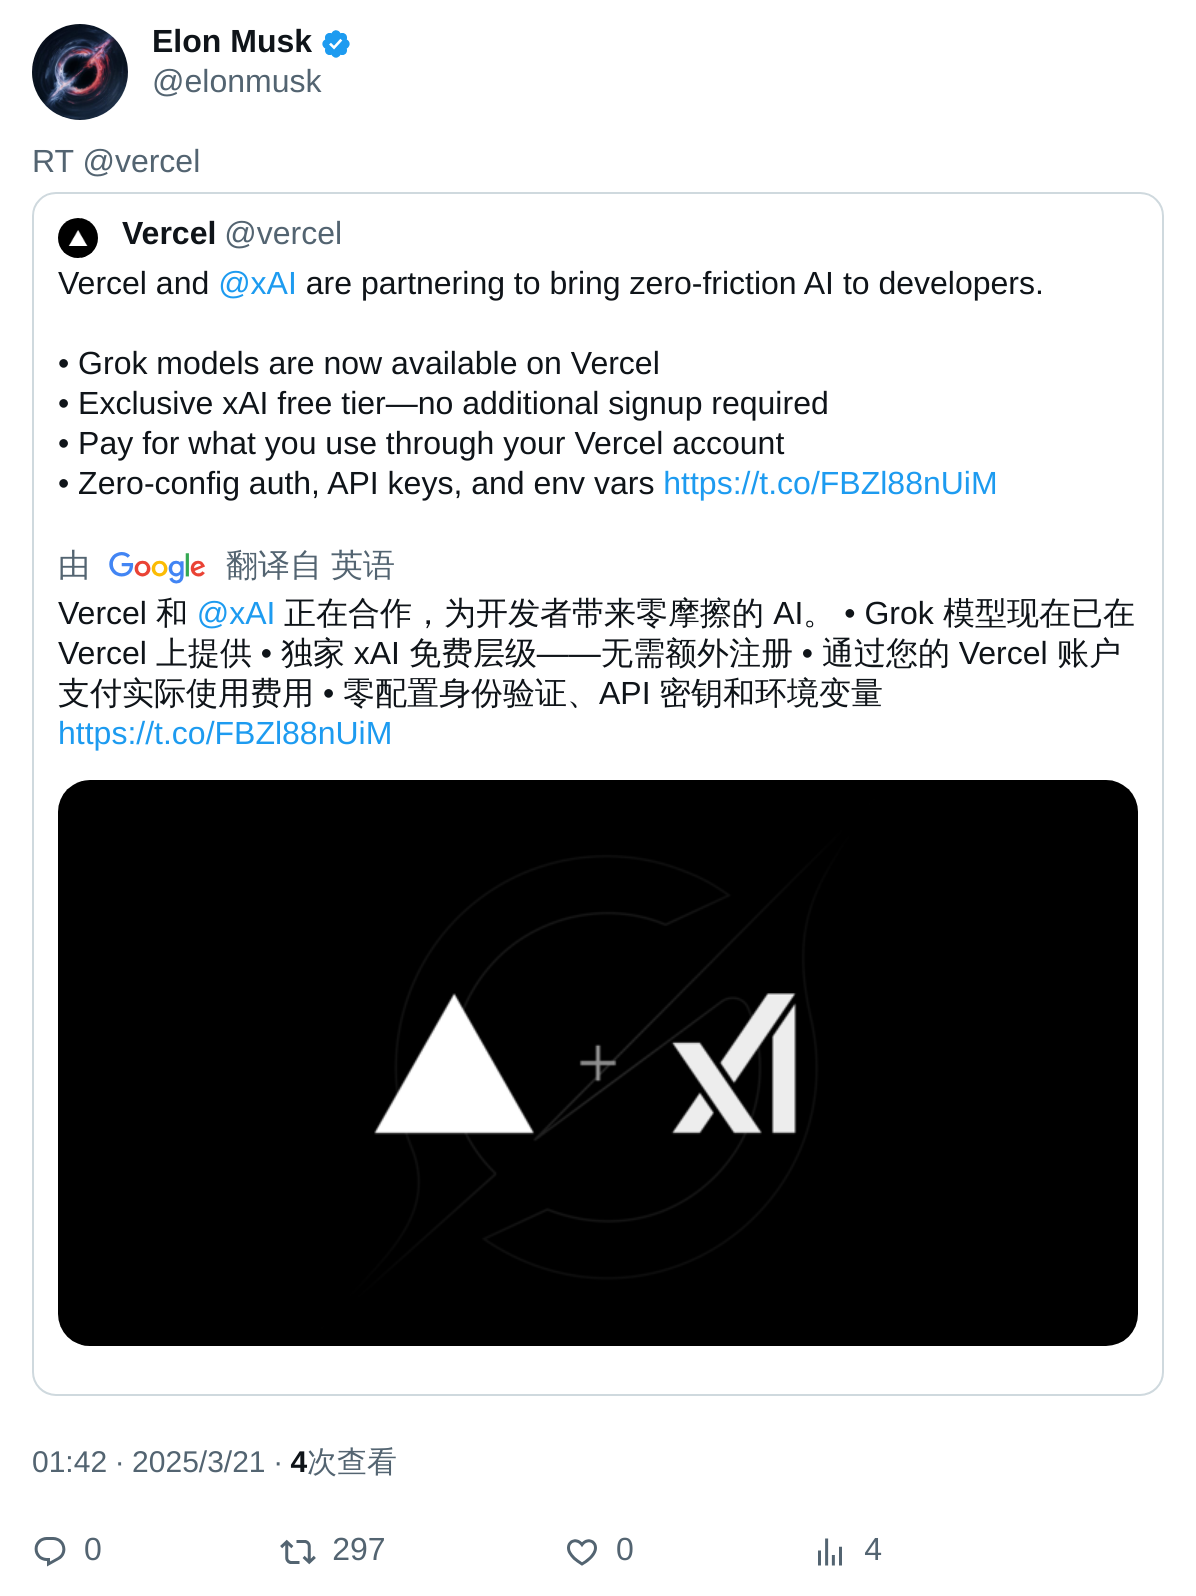 Elon Musk
@elonmusk
RT @vercel
Vercel @vercel
Vercel and @xAI are partnering to bring zero-friction AI to developers.
• Grok models are now available on Vercel
• Exclusive xAI free tier—no additional signup required
• Pay for what you use through your Vercel account
• Zero-config auth, API keys, and env vars https://t.co/FBZl88nUiM
由 Google 翻译自 英语
Vercel 和 @xAI 正在合作，为开发者带来零摩擦的 AI。 • Grok 模型现在已在
Vercel 上提供 • 独家 xAI 免费层级——无需额外注册 • 通过您的 Vercel 账户
支付实际使用费用 • 零配置身份验证、API 密钥和环境变量
https://t.co/FBZl88nUiM
+ xI
01:42 · 2025/3/21 · 4次查看
0 297 0 4